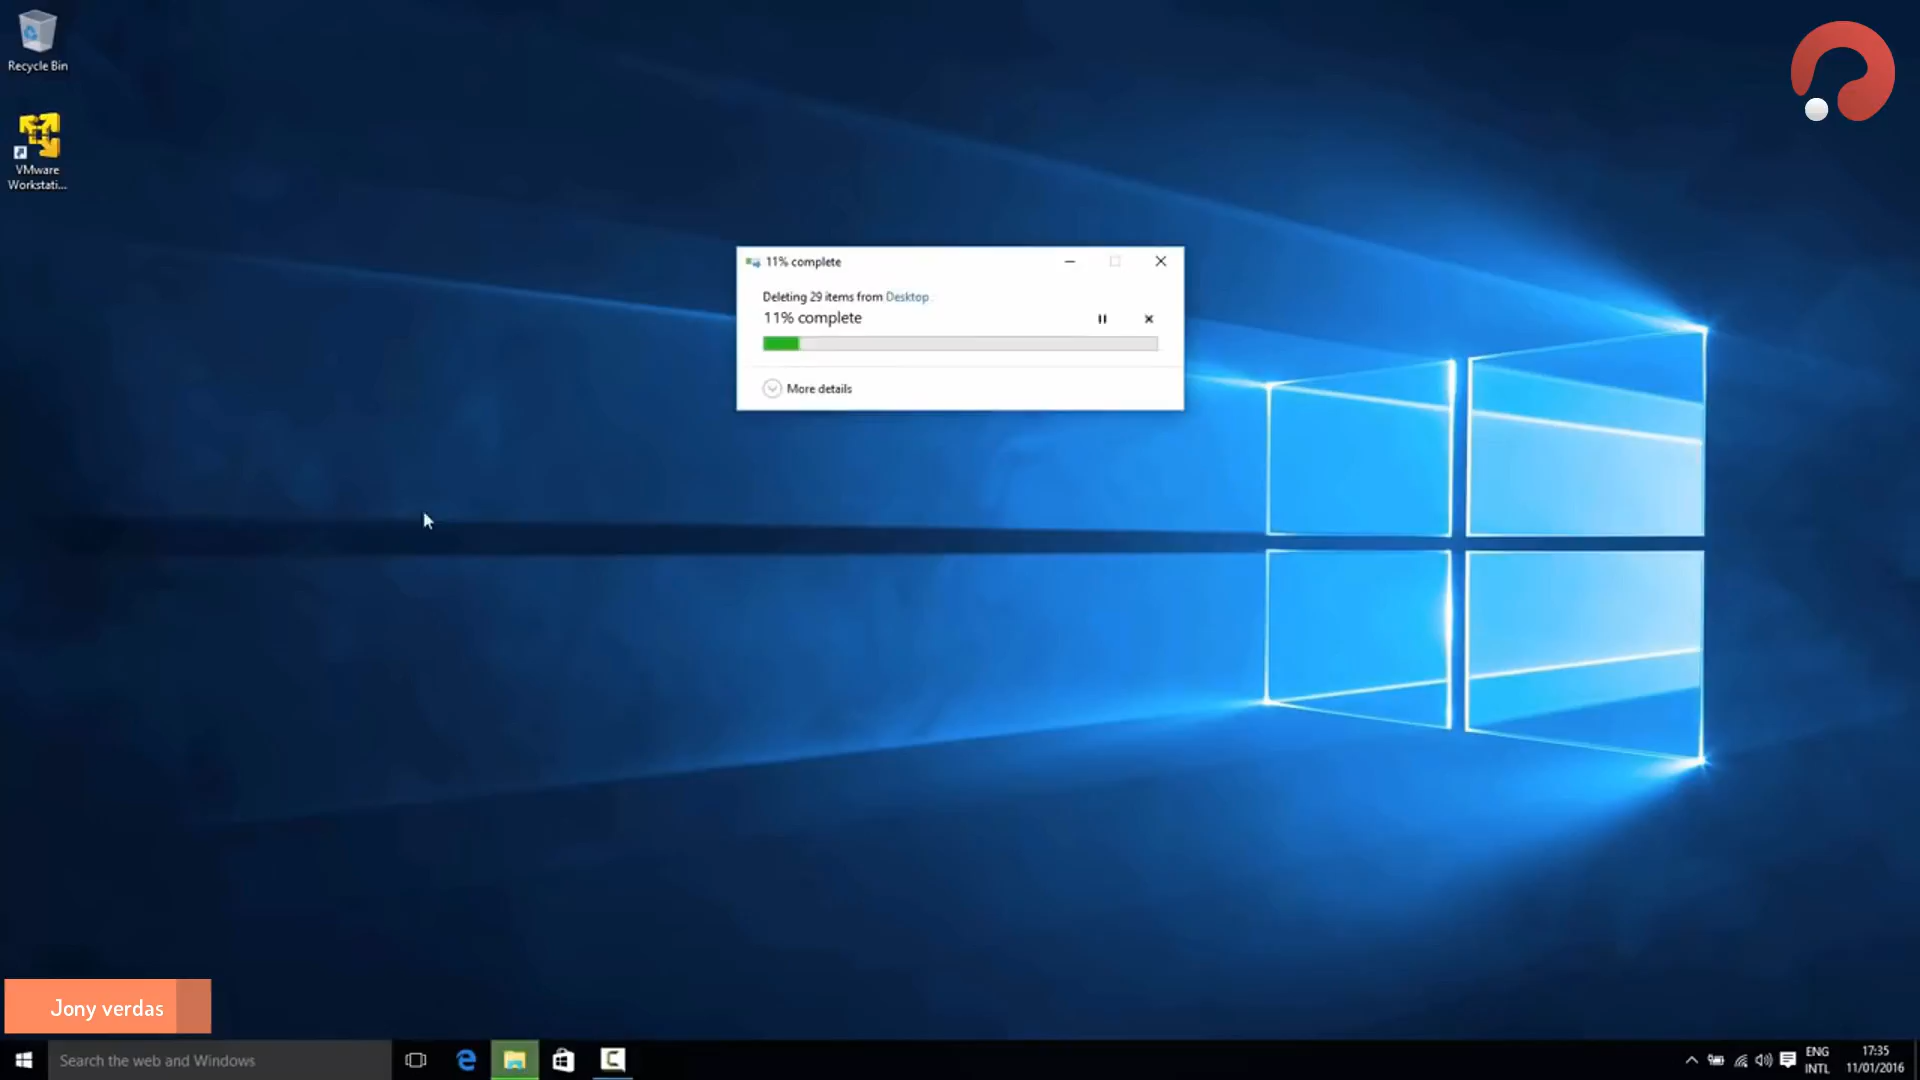 Recycle Bin
VMware
Workstati...
11% complete
Deleting 29 items from Desktop
11% complete
More details
Jony verdas
Search the web and Windows
ENG
INTL
17:35
11/01/2016